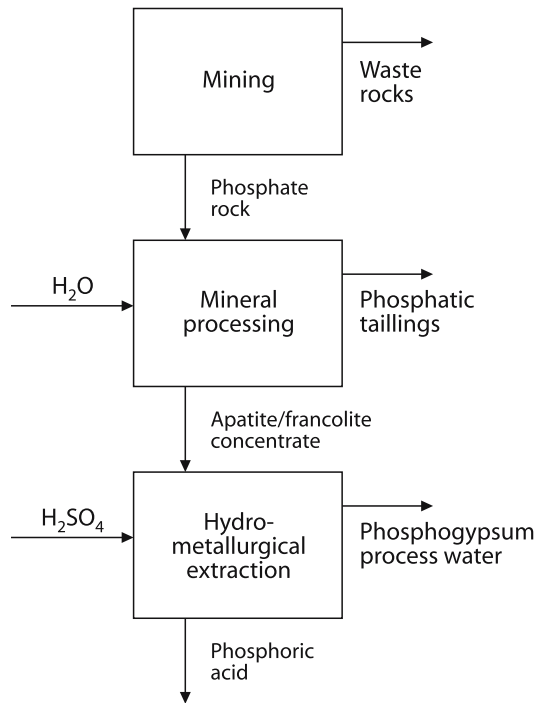 Mining
Waste
rocks
Phosphate
rock
H₂O
Mineral
processing
Phosphatic
taillings
Apatite/francolite
concentrate
H₂SO₄
Hydro-
metallurgical
extraction
Phosphogypsum
process water
Phosphoric
acid